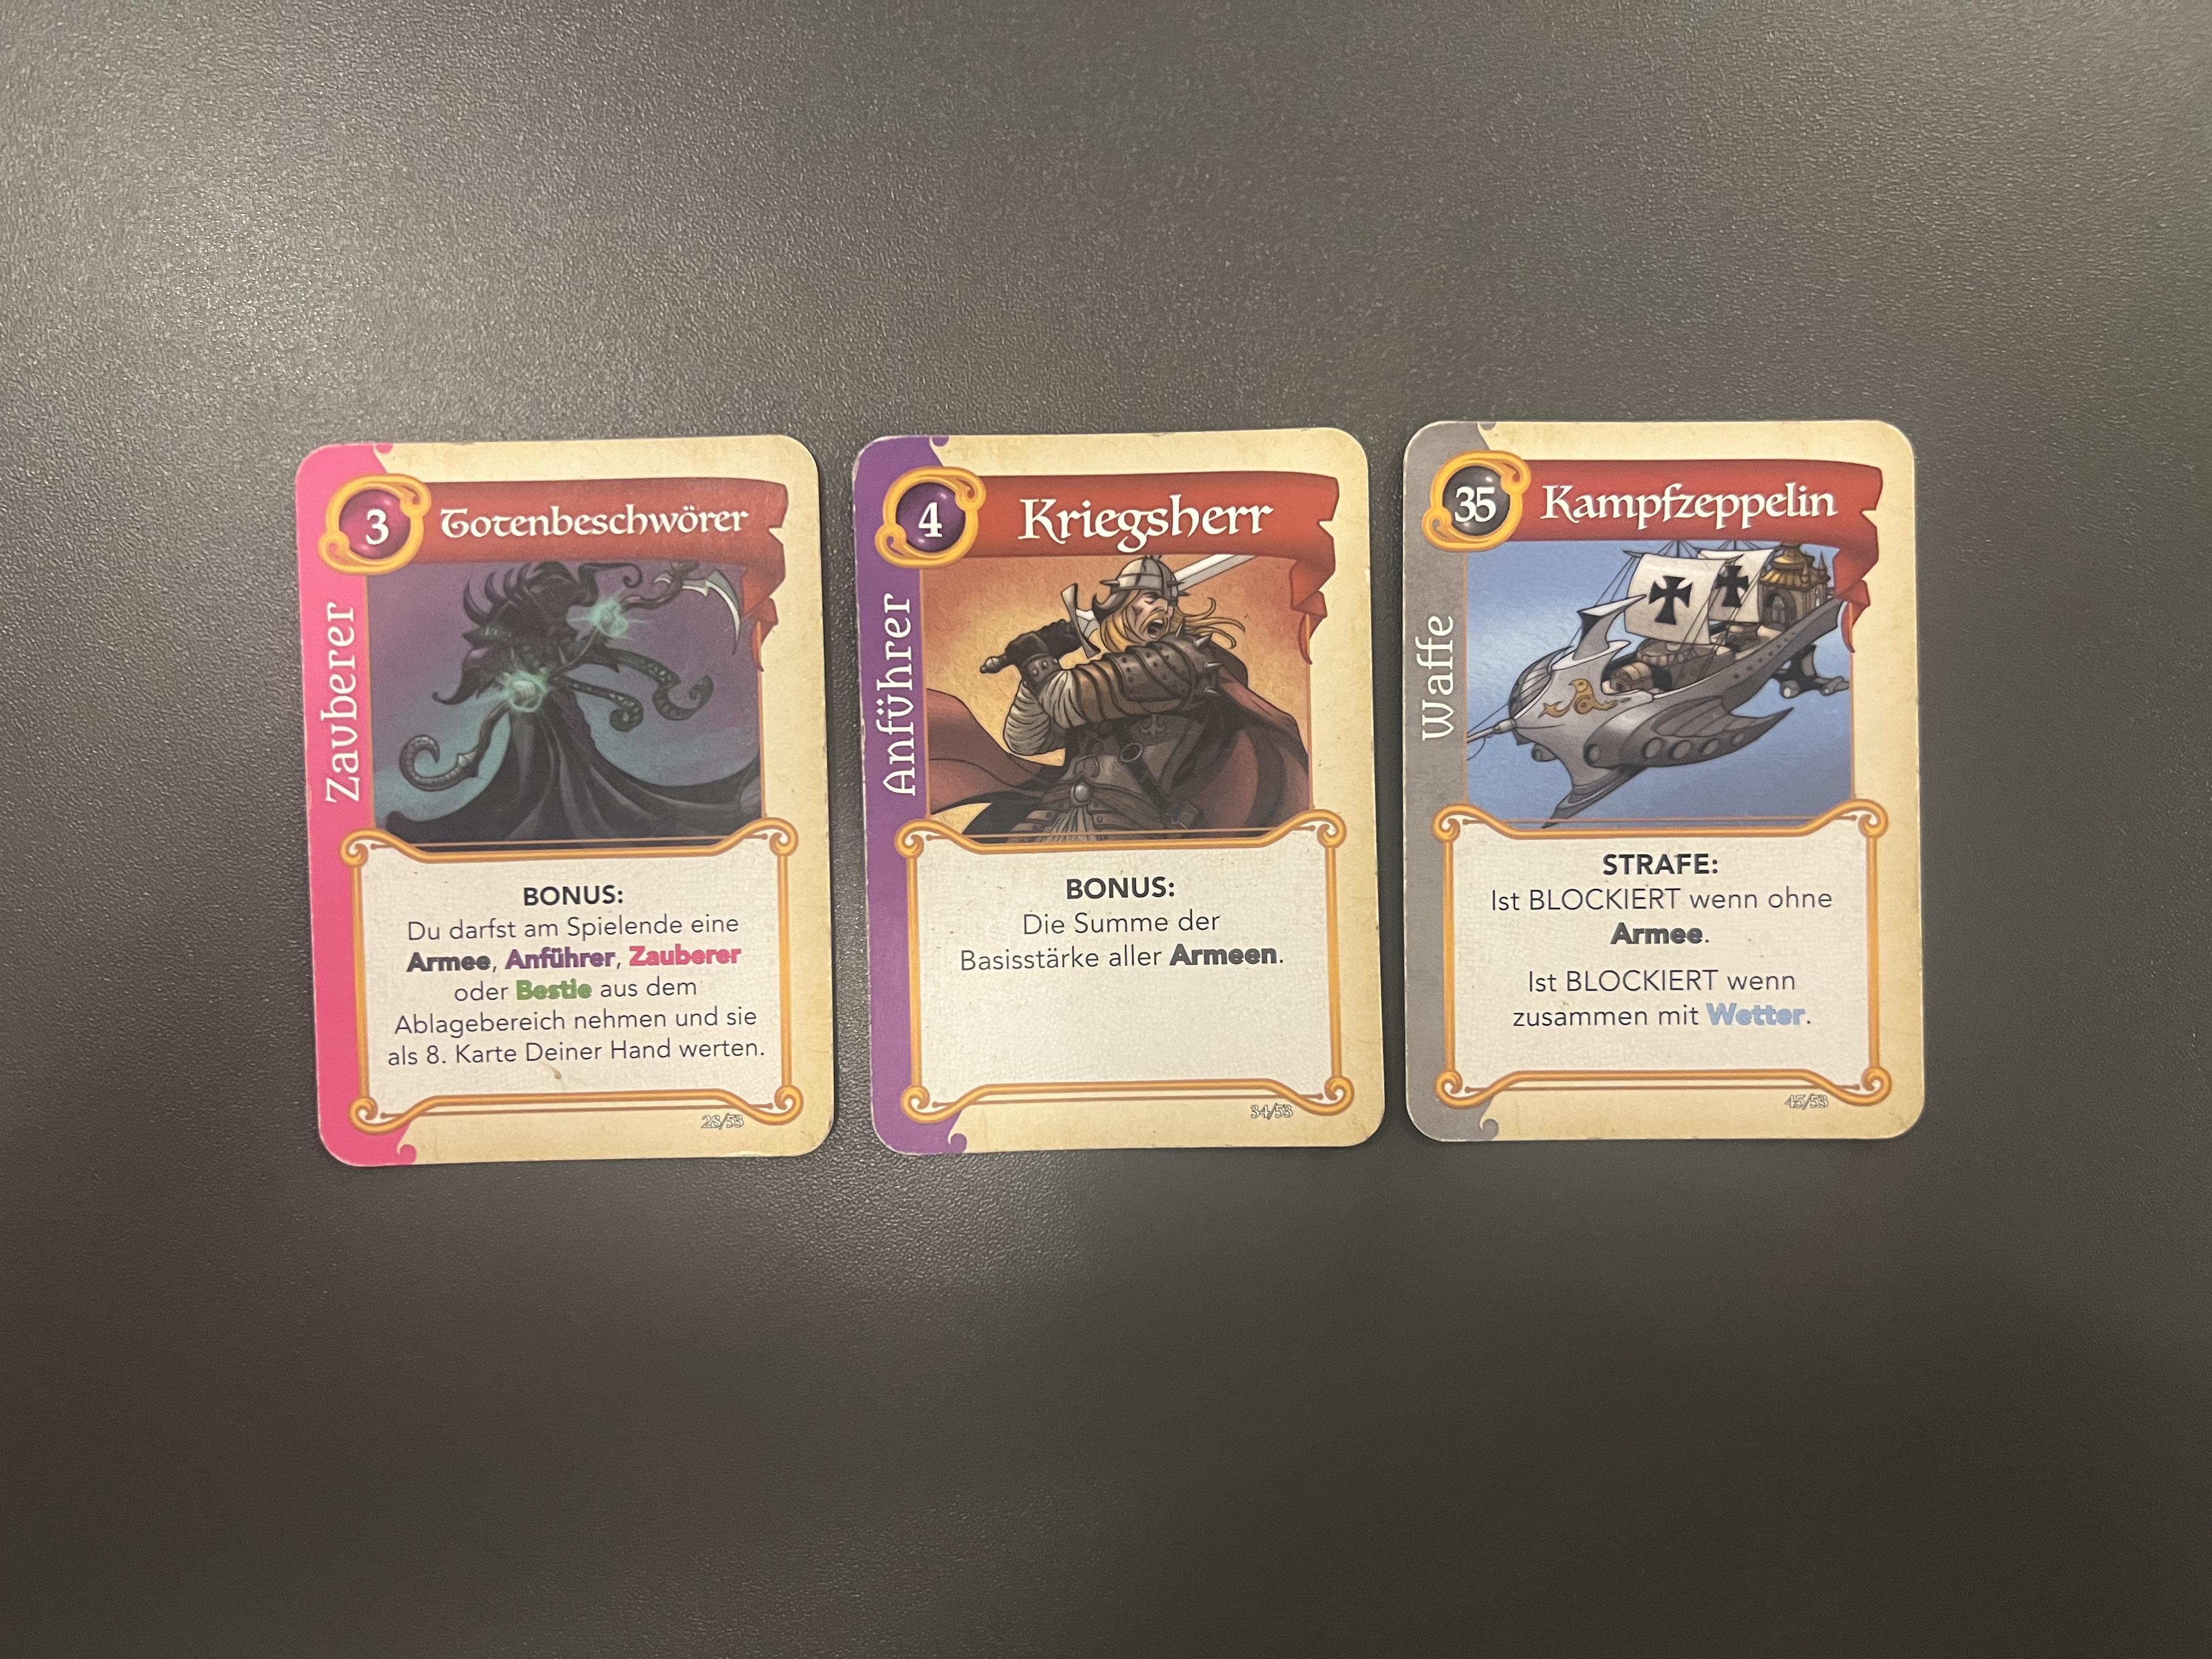 Zauberer
3
Totenbeschwörer
BONUS:
Du darfst am Spielende eine
Armee, Anführer, Zauberer
oder Bestie aus dem
Ablagebereich nehmen und sie
als 8. Karte Deiner Hand werten.
28/53
Anführer
4
Kriegsherr
BONUS:
Die Summe der
Basisstärke aller Armeen.
34/53
Waffe
35
Kampfzeppelin
STRAFE:
Ist BLOCKIERT wenn ohne
Armee.
Ist BLOCKIERT wenn
zusammen mit Wetter.
45/53